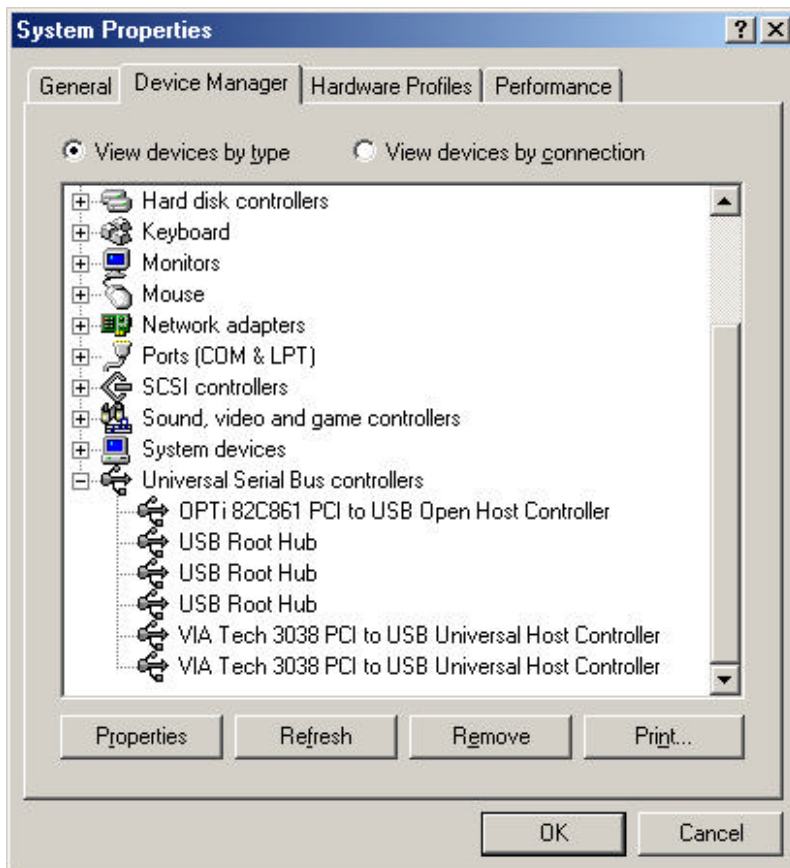 System Properties
General Device Manager Hardware Profiles Performance
View devices by type View devices by connection
Hard disk controllers
Keyboard
Monitors
Mouse
Network adapters
Ports (COM & LPT)
SCSI controllers
Sound, video and game controllers
System devices
Universal Serial Bus controllers
OPTi 82C861 PCI to USB Open Host Controller
USB Root Hub
USB Root Hub
USB Root Hub
VIA Tech 3038 PCI to USB Universal Host Controller
VIA Tech 3038 PCI to USB Universal Host Controller
Properties Refresh Remove Print...
OK Cancel